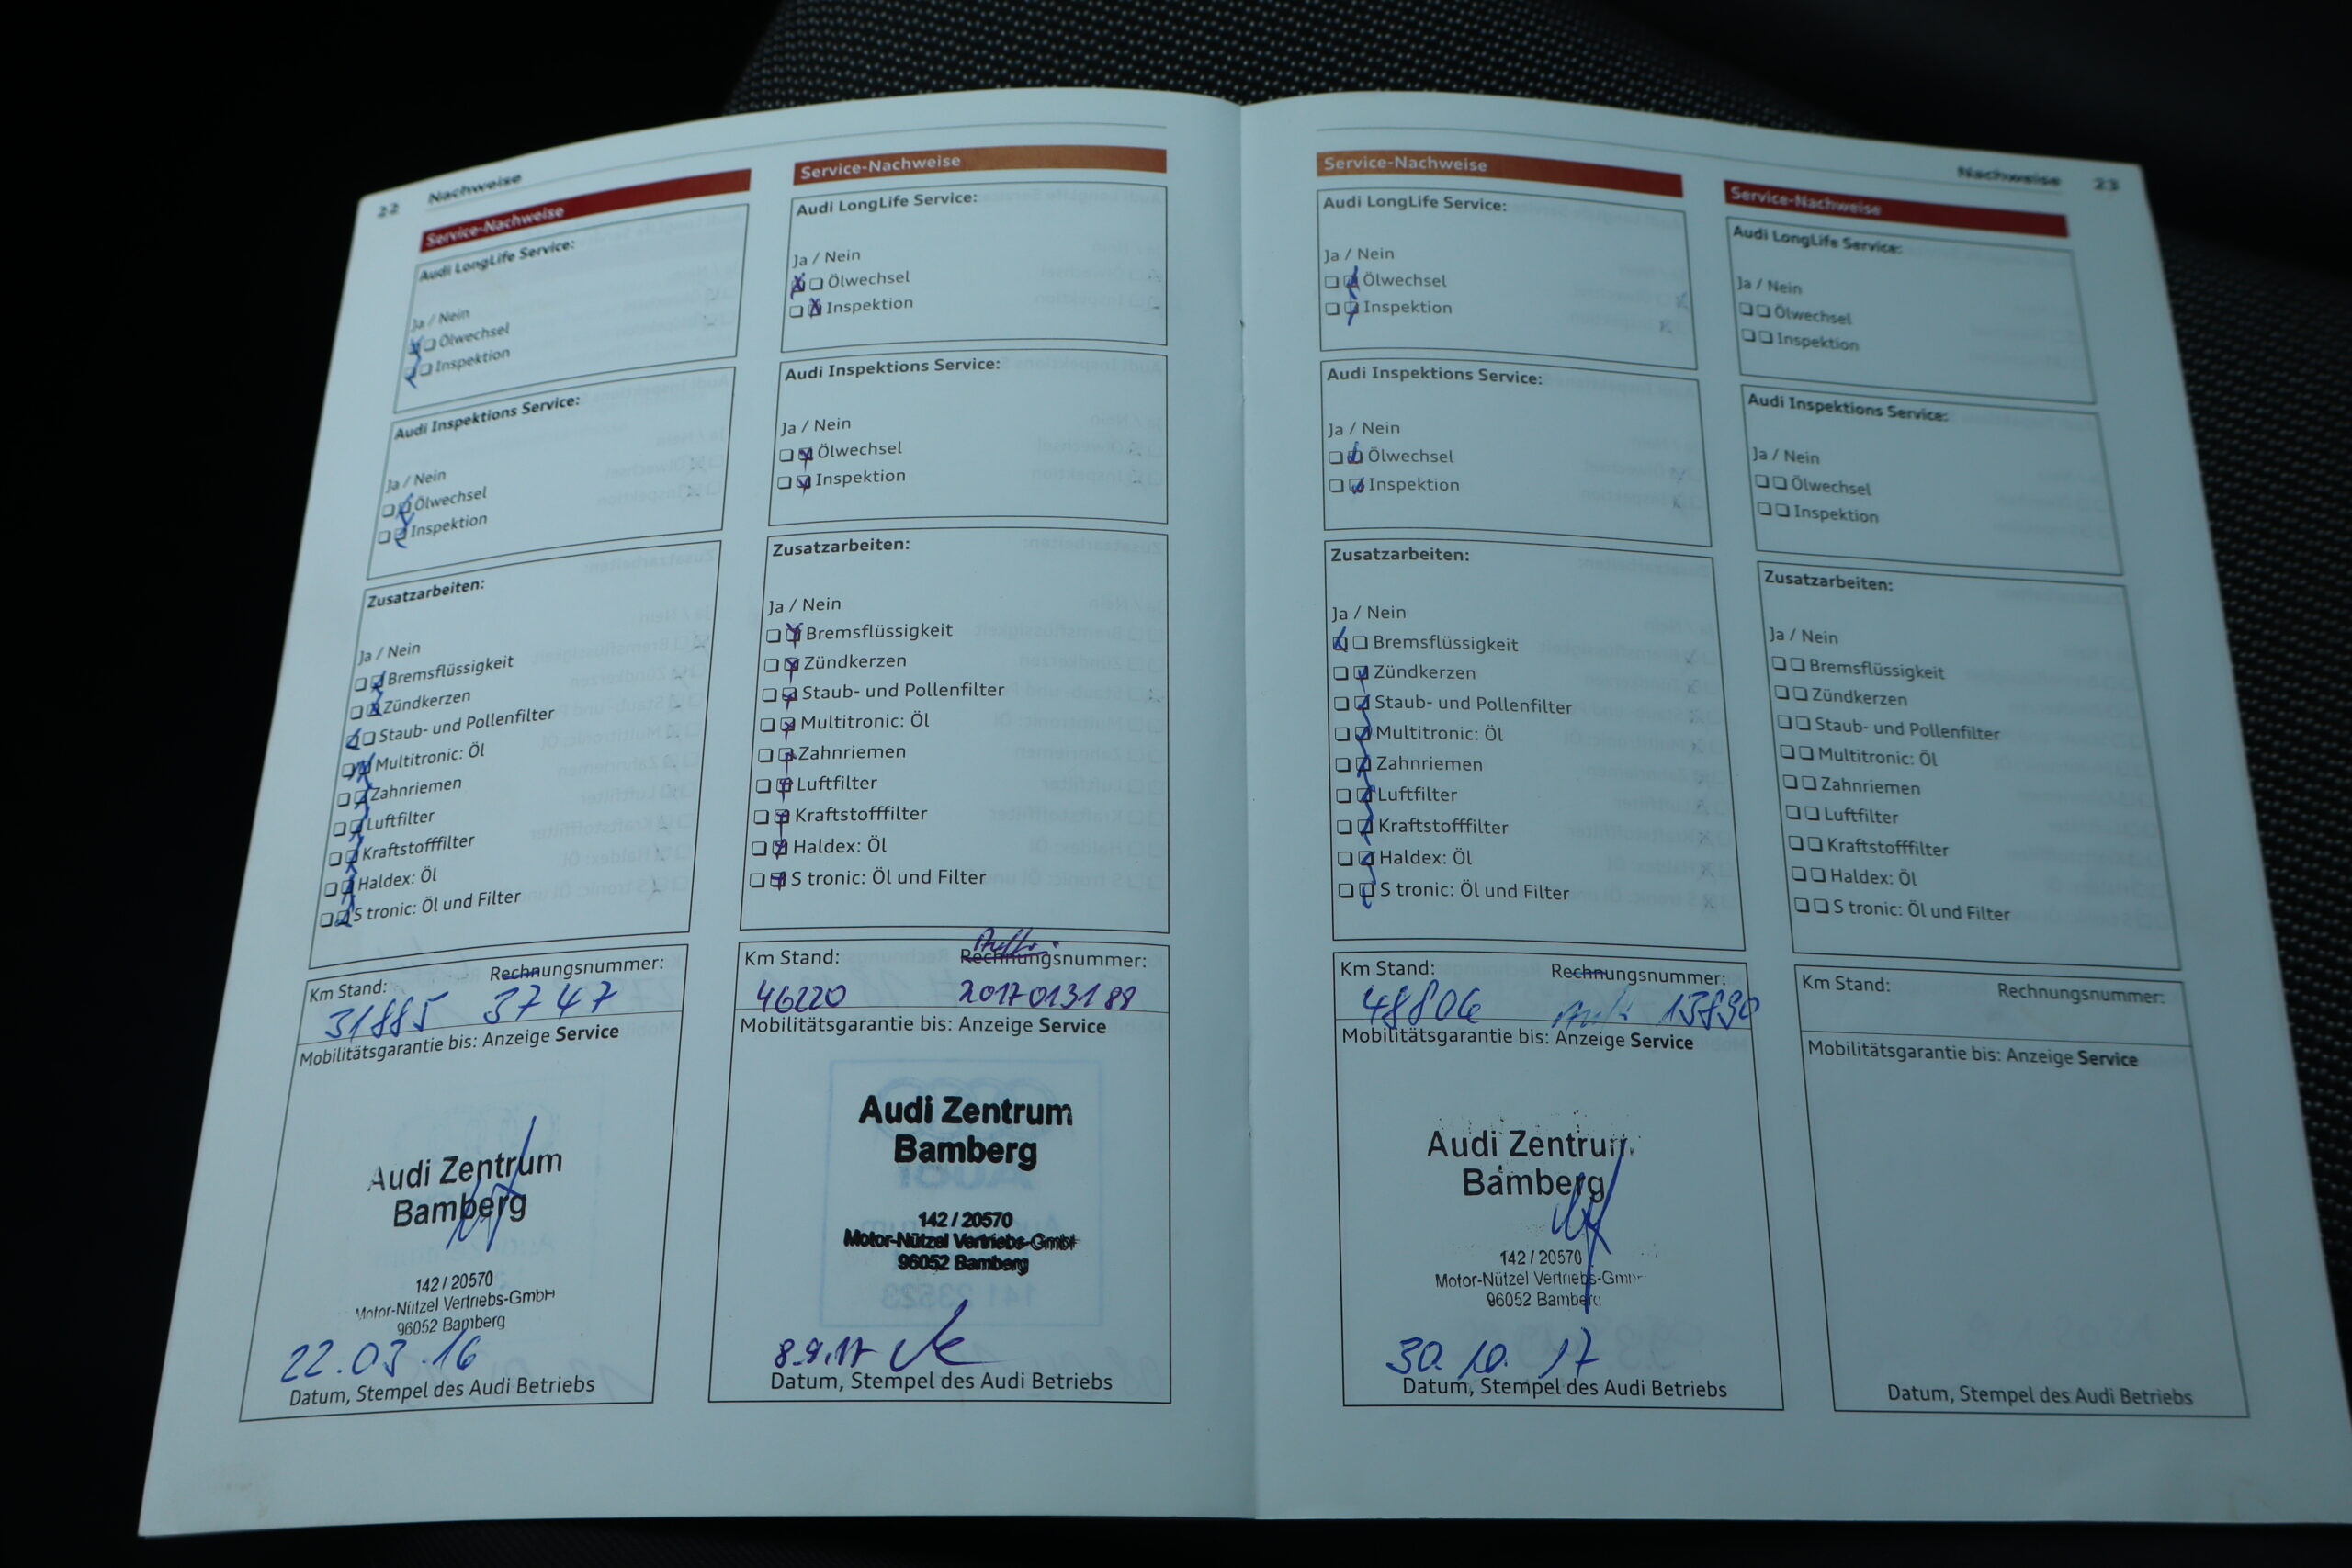 22 Nachweise
Service-Nachweise
Audi LongLife Service:
Ja / Nein
Ölwechsel
Inspektion
Audi Inspektions Service:
Ja / Nein
Ölwechsel
Inspektion
Zusatzarbeiten:
Ja / Nein
Bremsflüssigkeit
Zündkerzen
Staub- und Pollenfilter
Multitronic: Öl
Zahnriemen
Luftfilter
Kraftstofffilter
Haldex: Öl
S tronic: Öl und Filter
Km Stand: Rechnungsnummer:
31885 3747
Mobilitätsgarantie bis: Anzeige Service
Audi Zentrum
Bamberg
142 / 20570
Motor-Nützel Vertriebs-GmbH
96052 Bamberg
22.03.16
Datum, Stempel des Audi Betriebs
Service-Nachweise
Audi LongLife Service:
Ja / Nein
Ölwechsel
Inspektion
Audi Inspektions Service:
Ja / Nein
Ölwechsel
Inspektion
Zusatzarbeiten:
Ja / Nein
Bremsflüssigkeit
Zündkerzen
Staub- und Pollenfilter
Multitronic: Öl
Zahnriemen
Luftfilter
Kraftstofffilter
Haldex: Öl
S tronic: Öl und Filter
Km Stand: Rechnungsnummer:
46220 2017013188
Mobilitätsgarantie bis: Anzeige Service
Audi Zentrum
Bamberg
142 / 20570
Motor-Nützel Vertriebs-GmbH
96052 Bamberg
8.9.17
Datum, Stempel des Audi Betriebs
Nachweise 23
Service-Nachweise
Audi LongLife Service:
Ja / Nein
Ölwechsel
Inspektion
Audi Inspektions Service:
Ja / Nein
Ölwechsel
Inspektion
Zusatzarbeiten:
Ja / Nein
Bremsflüssigkeit
Zündkerzen
Staub- und Pollenfilter
Multitronic: Öl
Zahnriemen
Luftfilter
Kraftstofffilter
Haldex: Öl
S tronic: Öl und Filter
Km Stand: Rechnungsnummer:
48806
Mobilitätsgarantie bis: Anzeige Service
Audi Zentrum
Bamberg
142 / 20570
Motor-Nützel Vertriebs-GmbH
96052 Bamberg
30.10.17
Datum, Stempel des Audi Betriebs
Service-Nachweise
Audi LongLife Service:
Ja / Nein
Ölwechsel
Inspektion
Audi Inspektions Service:
Ja / Nein
Ölwechsel
Inspektion
Zusatzarbeiten:
Ja / Nein
Bremsflüssigkeit
Zündkerzen
Staub- und Pollenfilter
Multitronic: Öl
Zahnriemen
Luftfilter
Kraftstofffilter
Haldex: Öl
S tronic: Öl und Filter
Km Stand: Rechnungsnummer:
Mobilitätsgarantie bis: Anzeige Service
Datum, Stempel des Audi Betriebs